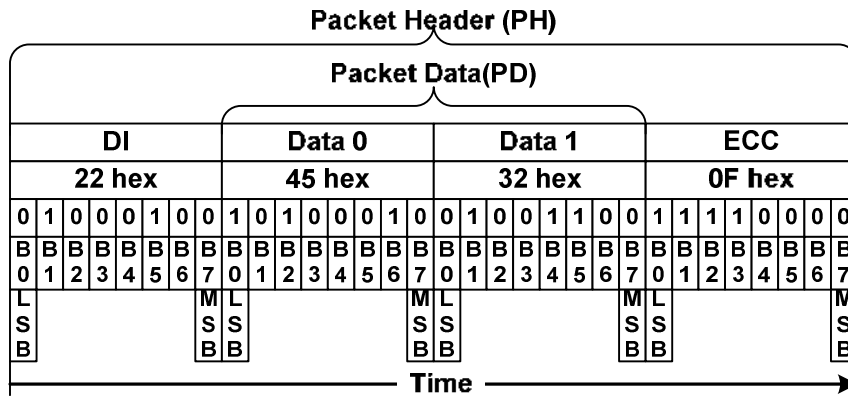 Packet Header (PH)
Packet Data(PD)
DI Data 0 Data 1 ECC
22 hex 45 hex 32 hex 0F hex
0 1 0 0 0 1 0 0 1 0 1 0 0 0 1 0 0 1 0 0 1 1 0 0 1 1 1 1 0 0 0 0
B B B B B B B B B B B B B B B B B B B B B B B B B B B B B B B B
0 1 2 3 4 5 6 7 0 1 2 3 4 5 6 7 0 1 2 3 4 5 6 7 0 1 2 3 4 5 6 7
L M L M L M L M
S S S S S S S S
B B B B B B B B
Time